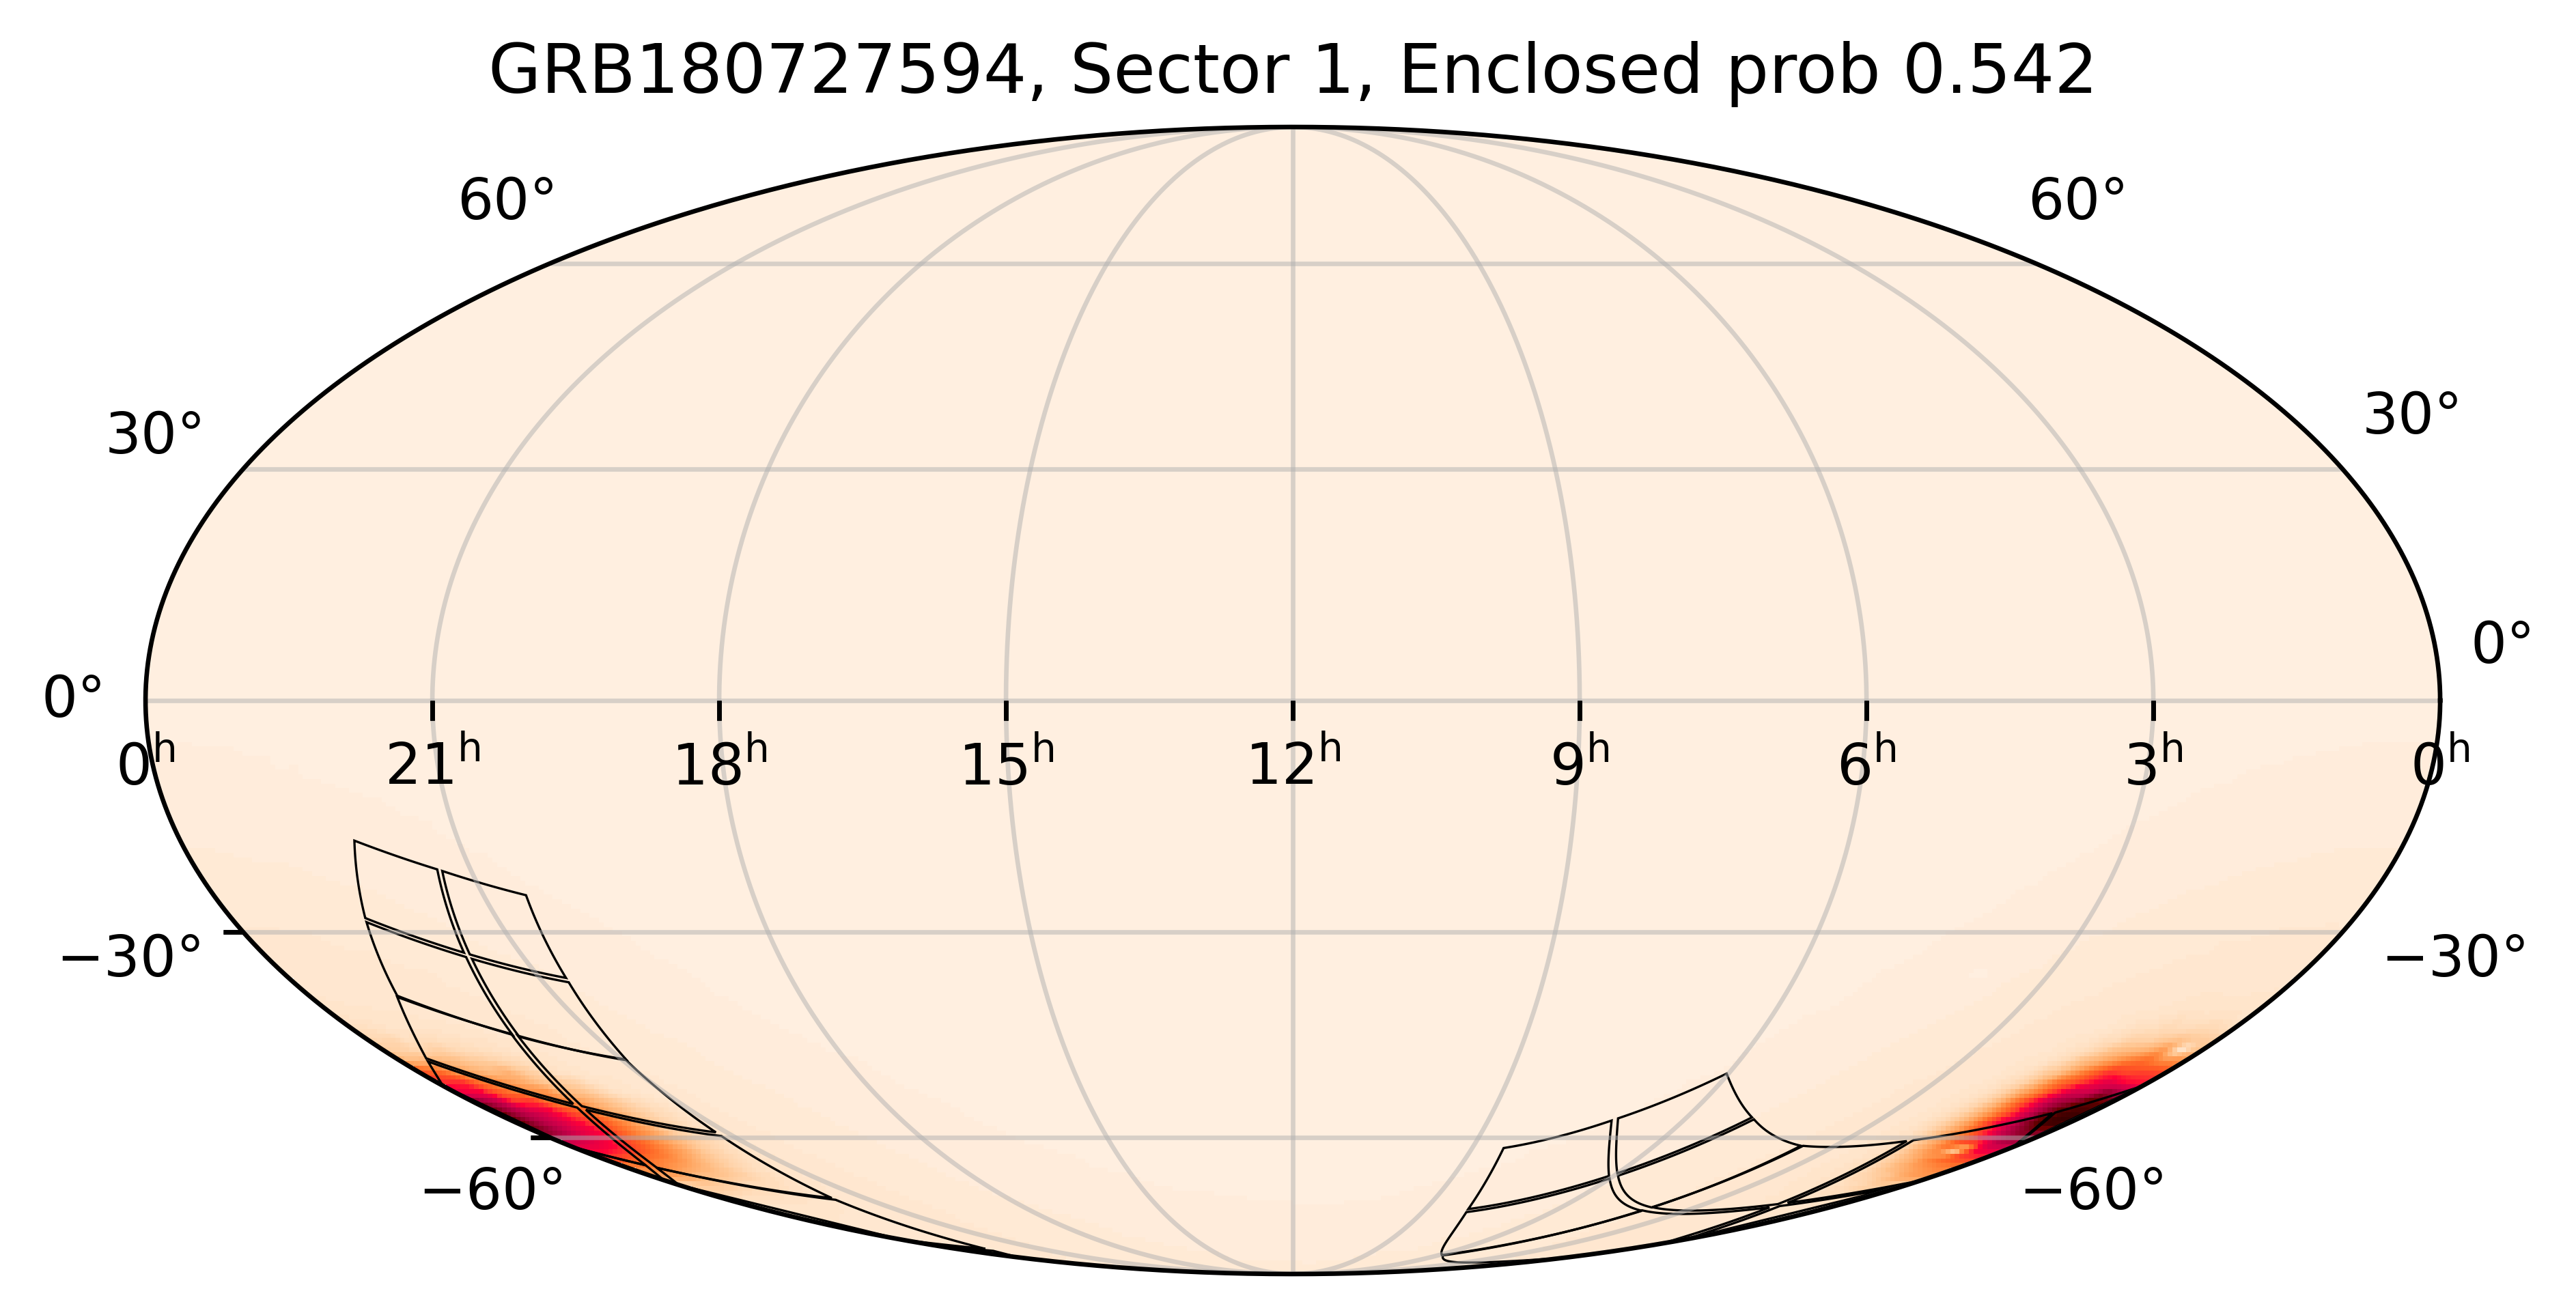 GRB180727594, Sector 1, Enclosed prob 0.542
60° 60°
30° 30°
0° 0°
0h 21h 18h 15h 12h 9h 6h 3h 0h
−30° −30°
−60° −60°